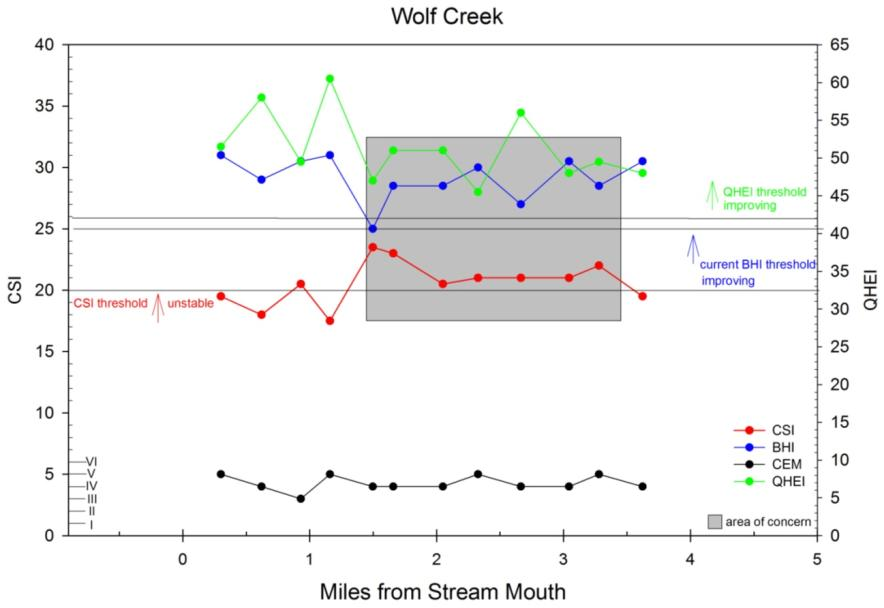 Wolf Creek
40
35
30
25
20
15
10
5
0
CSI
65
60
55
50
45
40
35
30
25
20
15
10
5
0
QHEI
QHEI threshold
improving
current BHI threshold
improving
CSI threshold unstable
VI
V
IV
III
II
I
CSI
BHI
CEM
QHEI
area of concern
0 1 2 3 4 5
Miles from Stream Mouth